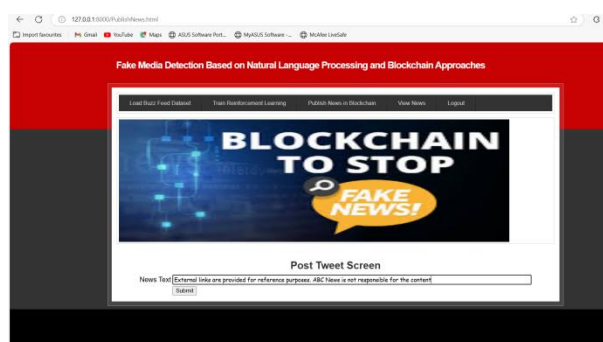 127.0.0.1:8000/PublishNews.html
Import favourites Gmail YouTube Maps ASUS Software Port... MyASUS Software -... McAfee LiveSafe
Fake Media Detection Based on Natural Language Processing and Blockchain Approaches
Load Buzz Feed Dataset Train Reinforcement Learning Publish News in Blockchain View News Logout
BLOCKCHAIN
TO STOP
FAKE
NEWS!
Post Tweet Screen
News Text External links are provided for reference purposes. ABC News is not responsible for the content
Submit